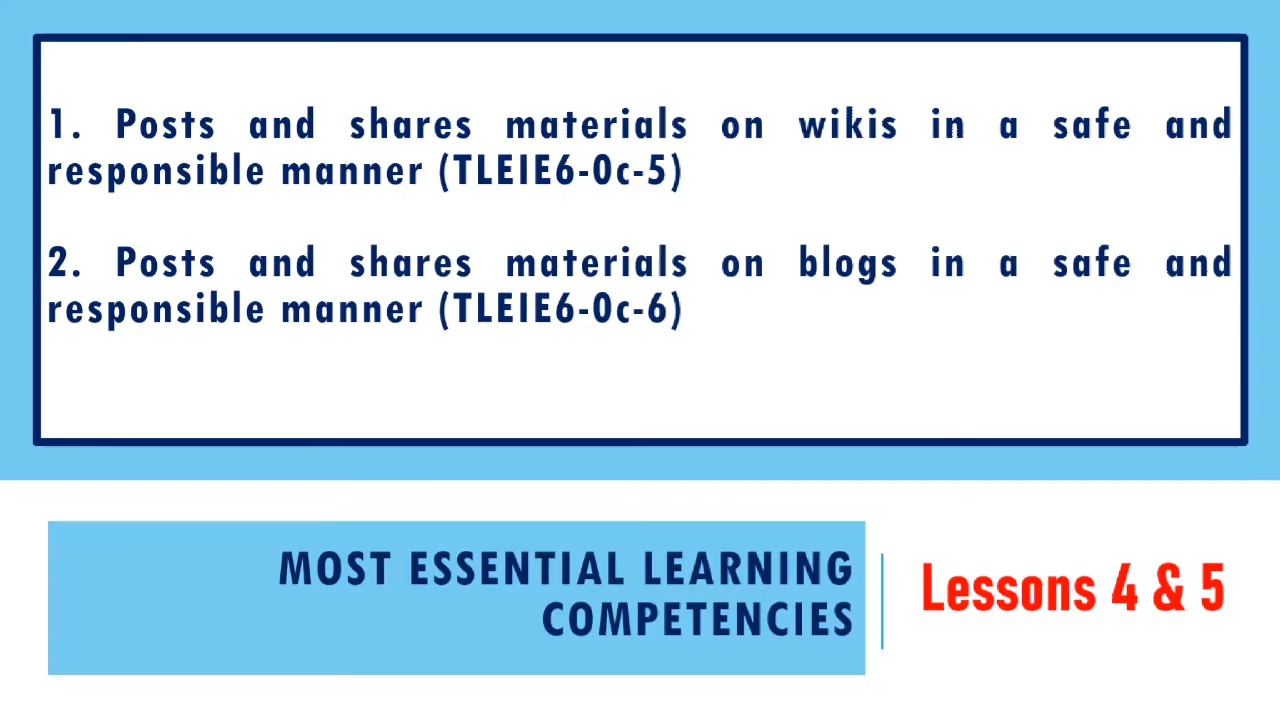 1. Posts and shares materials on wikis in a safe and
responsible manner (TLEIE6-0c-5)
2. Posts and shares materials on blogs in a safe and
responsible manner (TLEIE6-0c-6)
MOST ESSENTIAL LEARNING
COMPETENCIES
Lessons 4 & 5